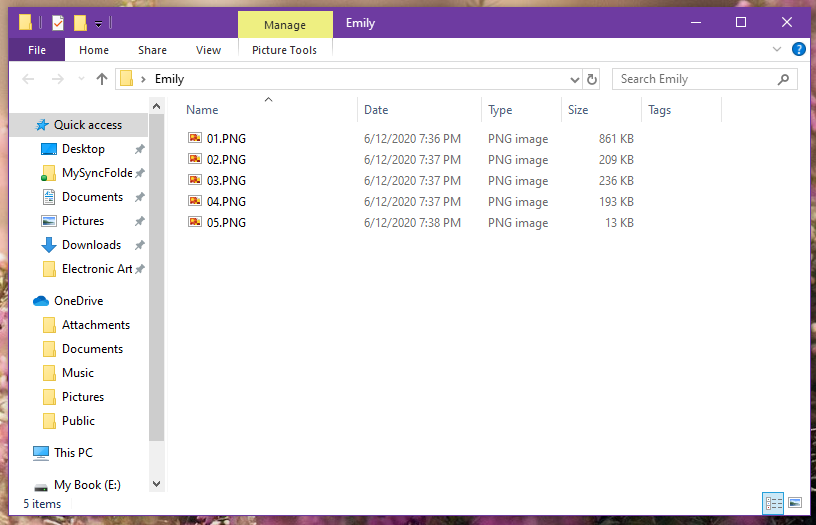 Manage
Emily
File
Home
Share
View
Picture Tools
?
Emily
Search Emily
Name
Date
Type
Size
Tags
01.PNG 6/12/2020 7:36 PM PNG image 861 KB
02.PNG 6/12/2020 7:37 PM PNG image 209 KB
03.PNG 6/12/2020 7:37 PM PNG image 236 KB
04.PNG 6/12/2020 7:37 PM PNG image 193 KB
05.PNG 6/12/2020 7:38 PM PNG image 13 KB
Quick access
Desktop
MySyncFolde
Documents
Pictures
Downloads
Electronic Art
OneDrive
Attachments
Documents
Music
Pictures
Public
This PC
My Book (E:)
5 items